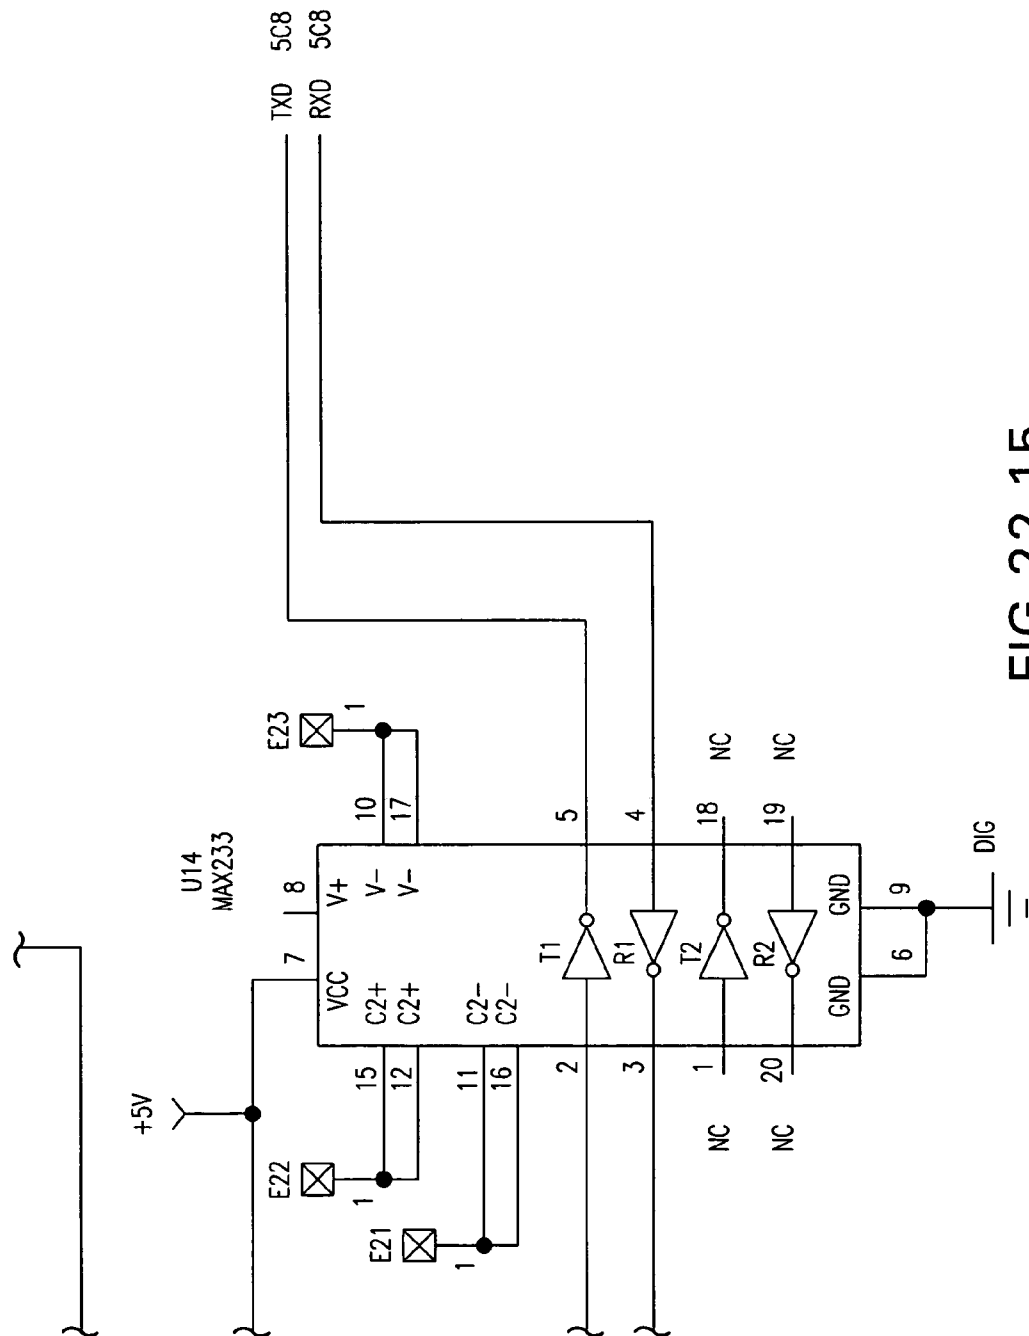 TXD 5C8
RXD 5C8
+5V
U14
MAX233
E23
1
E22
1
E21
1
7
8
VCC
V+
15
C2+
V-
10
12
C2+
V-
17
11
C2-
16
C2-
2
T1
5
3
R1
4
NC
1
T2
18
NC
NC
20
R2
19
NC
GND
GND
6
9
DIG
FIG. 22-15